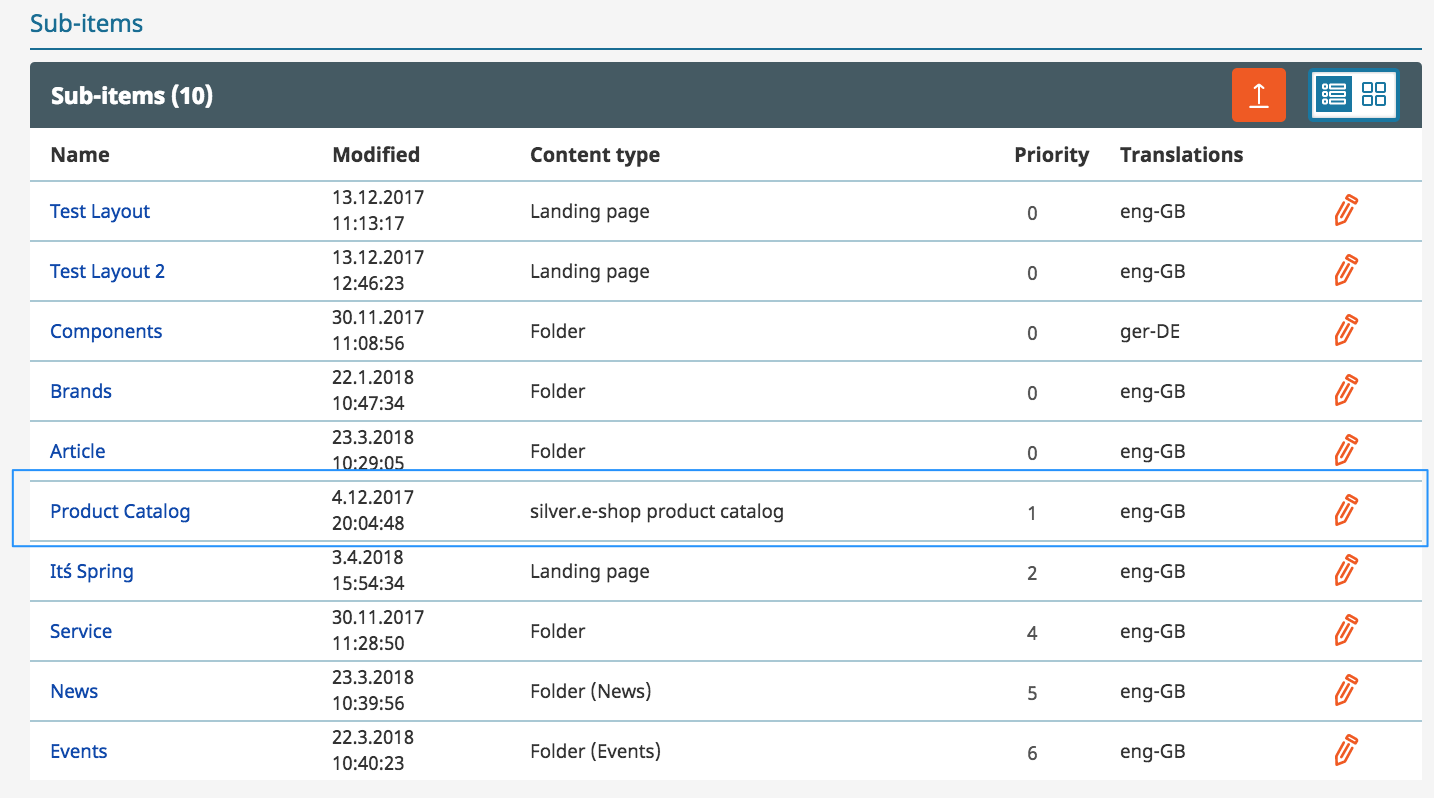 Sub-items
Sub-items (10)
Name Modified Content type Priority Translations
Test Layout 13.12.2017 11:13:17 Landing page 0 eng-GB
Test Layout 2 13.12.2017 12:46:23 Landing page 0 eng-GB
Components 30.11.2017 11:08:56 Folder 0 ger-DE
Brands 22.1.2018 10:47:34 Folder 0 eng-GB
Article 23.3.2018 10:29:05 Folder 0 eng-GB
Product Catalog 4.12.2017 20:04:48 silver.e-shop product catalog 1 eng-GB
Itś Spring 3.4.2018 15:54:34 Landing page 2 eng-GB
Service 30.11.2017 11:28:50 Folder 4 eng-GB
News 23.3.2018 10:39:56 Folder (News) 5 eng-GB
Events 22.3.2018 10:40:23 Folder (Events) 6 eng-GB